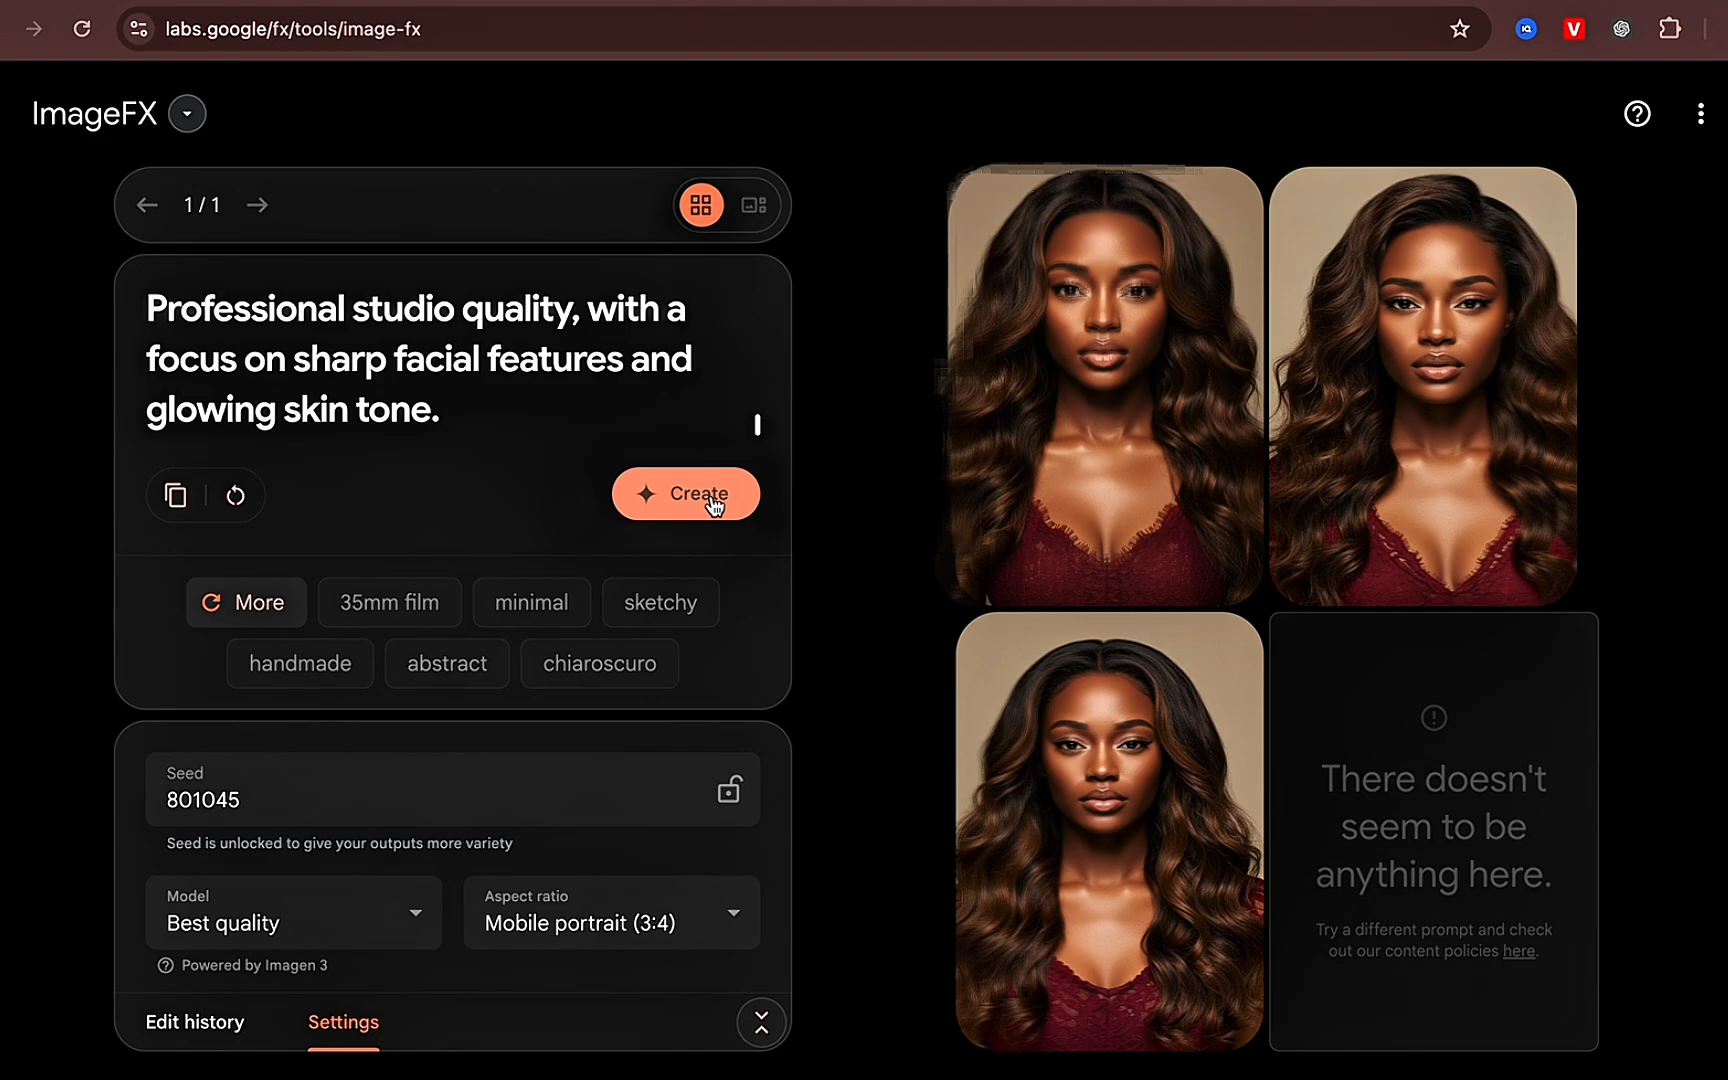 labs.google/fx/tools/image-fx
ImageFX
1 / 1
Professional studio quality, with a
focus on sharp facial features and
glowing skin tone.
Create
More
35mm film
minimal
sketchy
handmade
abstract
chiaroscuro
Seed
801045
Seed is unlocked to give your outputs more variety
Model
Best quality
Aspect ratio
Mobile portrait (3:4)
Powered by Imagen 3
Edit history
Settings
There doesn't
seem to be
anything here.
Try a different prompt and check
out our content policies here.
IQ
V